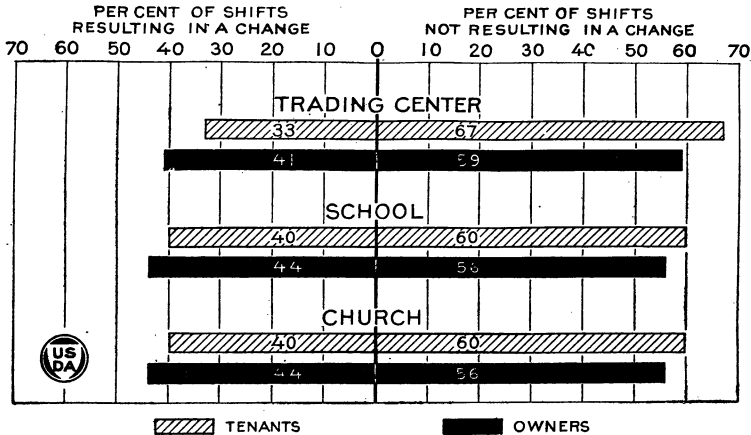 PER CENT OF SHIFTS RESULTING IN A CHANGE
PER CENT OF SHIFTS NOT RESULTING IN A CHANGE
70 60 50 40 30 20 10 0 10 20 30 40 50 60 70
TRADING CENTER
33 67
41 59
SCHOOL
40 60
44 56
CHURCH
40 60
44 56
US
DA
TENANTS OWNERS